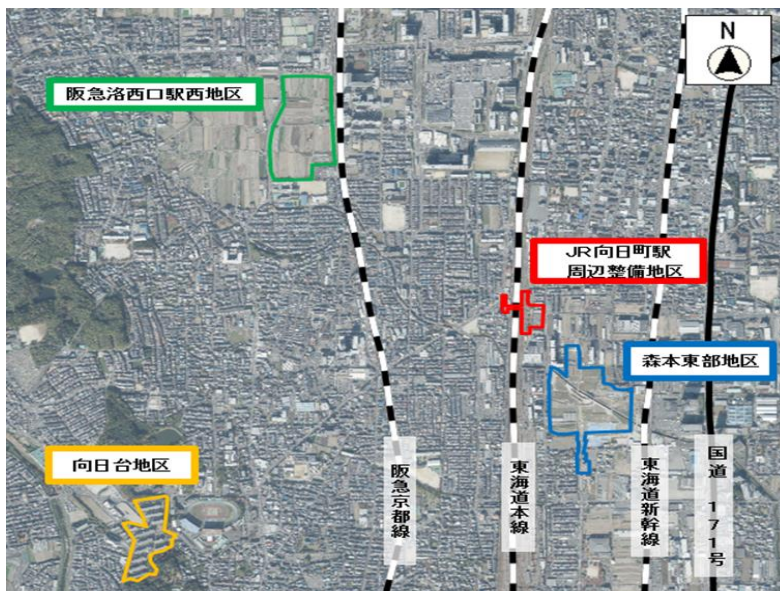 N
阪急洛西口駅西地区
JR向日町駅
周辺整備地区
森本東部地区
向日台地区
阪急京都線
東海道本線
東海道新幹線
国道 171号